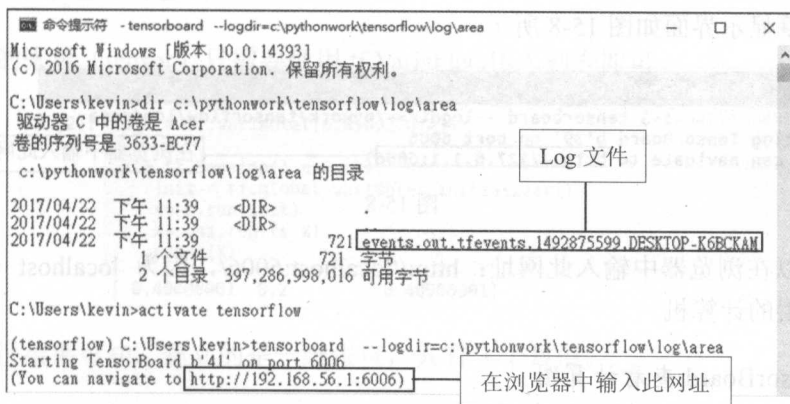 命令提示符 - tensorboard --logdir=c:\pythonwork\tensorflow\log\area
Microsoft Windows [版本 10.0.14393]
(c) 2016 Microsoft Corporation. 保留所有权利。
C:\Users\kevin>dir c:\pythonwork\tensorflow\log\area
驱动器 C 中的卷是 Acer
卷的序列号是 3633-EC77
c:\pythonwork\tensorflow\log\area 的目录
Log 文件
2017/04/22 下午 11:39 <DIR> .
2017/04/22 下午 11:39 <DIR> ..
2017/04/22 下午 11:39 721 events.out.tfevents.1492875599.DESKTOP-K6BCKAM
1 个文件 721 字节
2 个目录 397,286,998,016 可用字节
C:\Users\kevin>activate tensorflow
(tensorflow) C:\Users\kevin>tensorboard --logdir=c:\pythonwork\tensorflow\log\area
Starting TensorBoard b'41' on port 6006
(You can navigate to http://192.168.56.1:6006)
在浏览器中输入此网址